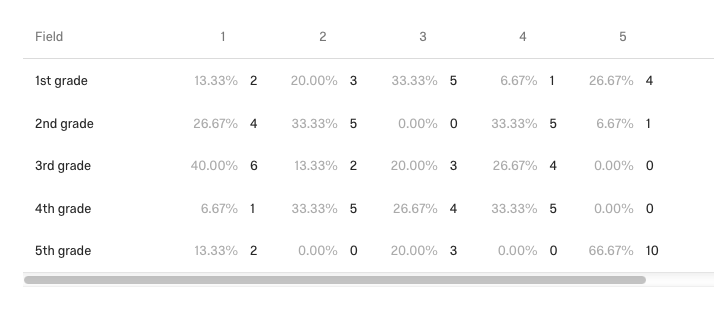 Field 1 2 3 4 5
1st grade 13.33% 2 20.00% 3 33.33% 5 6.67% 1 26.67% 4
2nd grade 26.67% 4 33.33% 5 0.00% 0 33.33% 5 6.67% 1
3rd grade 40.00% 6 13.33% 2 20.00% 3 26.67% 4 0.00% 0
4th grade 6.67% 1 33.33% 5 26.67% 4 33.33% 5 0.00% 0
5th grade 13.33% 2 0.00% 0 20.00% 3 0.00% 0 66.67% 10